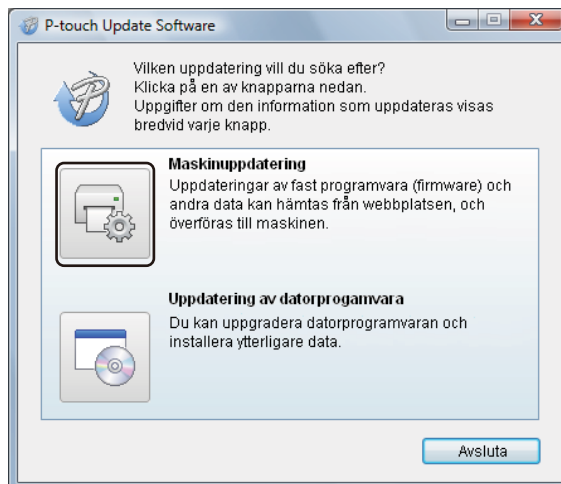 P-touch Update Software
Vilken uppdatering vill du söka efter?
Klicka på en av knapparna nedan.
Uppgifter om den information som uppdateras visas
bredvid varje knapp.
Maskinuppdatering
Uppdateringar av fast programvara (firmware) och
andra data kan hämtas från webbplatsen, och
överföras till maskinen.
Uppdatering av datorprogamvara
Du kan uppgradera datorprogramvaran och
installera ytterligare data.
Avsluta